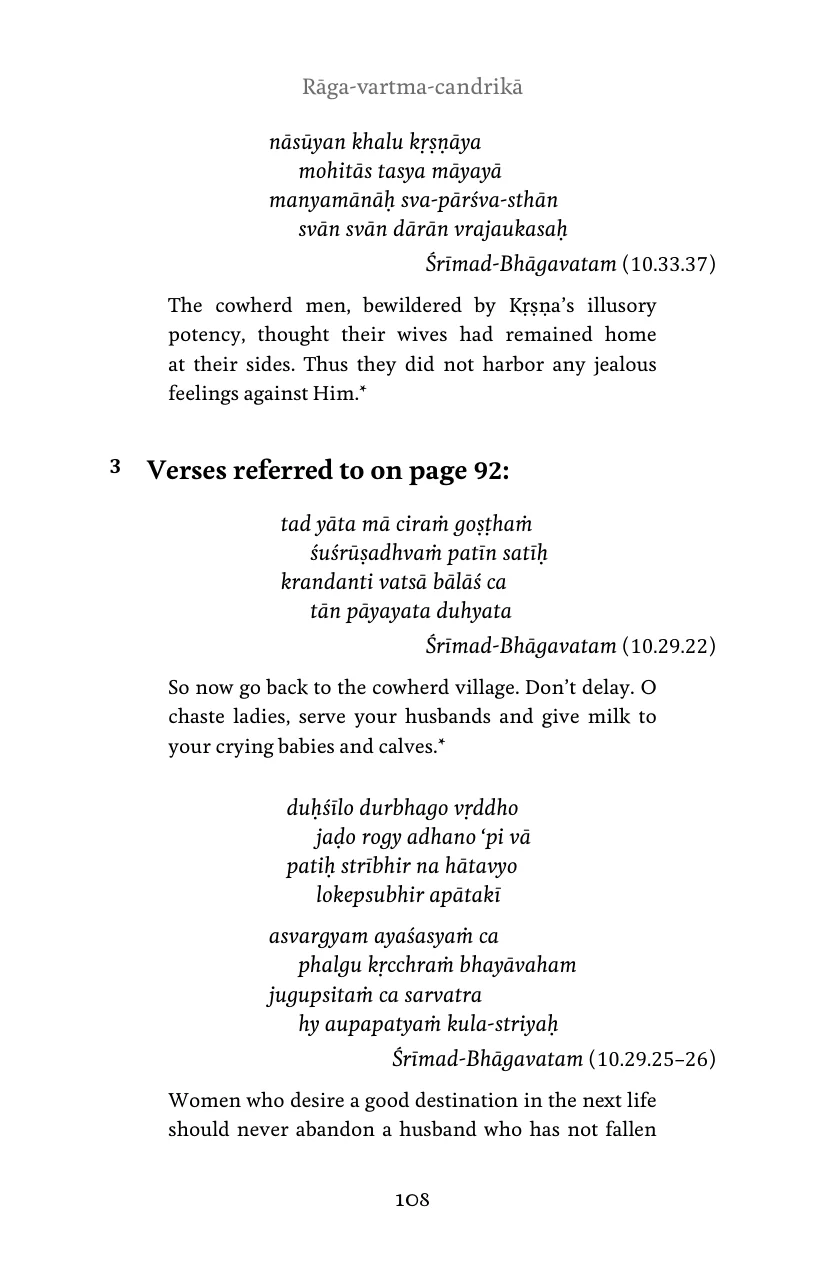 Rāga-vartma-candrikā
nāsūyan khalu kṛṣṇāya
mohitās tasya māyayā
manyamānāḥ sva-pārśva-sthān
svān svān dārān vrajaukasaḥ
Śrīmad-Bhāgavatam (10.33.37)
The cowherd men, bewildered by Kṛṣṇa’s illusory
potency, thought their wives had remained home
at their sides. Thus they did not harbor any jealous
feelings against Him.*
3 Verses referred to on page 92:
tad yāta mā ciraṁ goṣṭhaṁ
śuśrūṣadhvaṁ patīn satīḥ
krandanti vatsā bālāś ca
tān pāyayata duhyata
Śrīmad-Bhāgavatam (10.29.22)
So now go back to the cowherd village. Don’t delay. O
chaste ladies, serve your husbands and give milk to
your crying babies and calves.*
duḥśīlo durbhago vṛddho
jaḍo rogy adhano ‘pi vā
patiḥ strībhir na hātavyo
lokepsubhir apātakī
asvargyam ayaśasyaṁ ca
phalgu kṛcchraṁ bhayāvaham
jugupsitaṁ ca sarvatra
hy aupapatyaṁ kula-striyaḥ
Śrīmad-Bhāgavatam (10.29.25–26)
Women who desire a good destination in the next life
should never abandon a husband who has not fallen
108